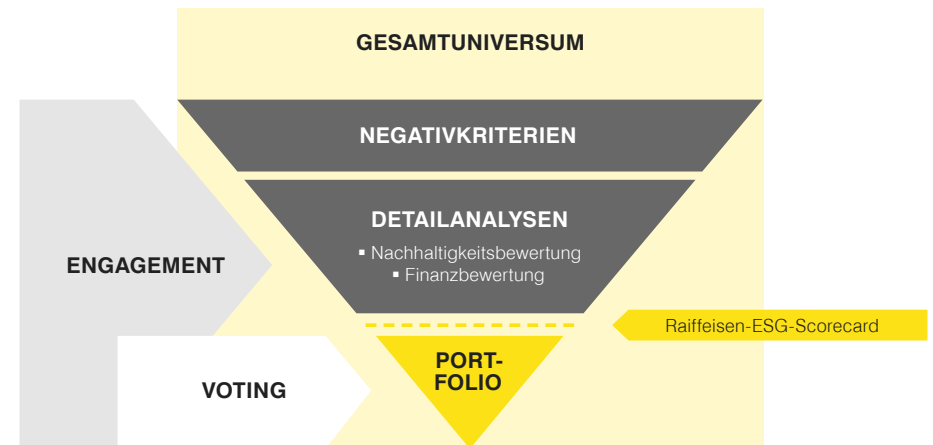 GESAMTUNIVERSUM
NEGATIVKRITERIEN
DETAILANALYSEN
▪ Nachhaltigkeitsbewertung
▪ Finanzbewertung
ENGAGEMENT
Raiffeisen-ESG-Scorecard
PORT-
FOLIO
VOTING